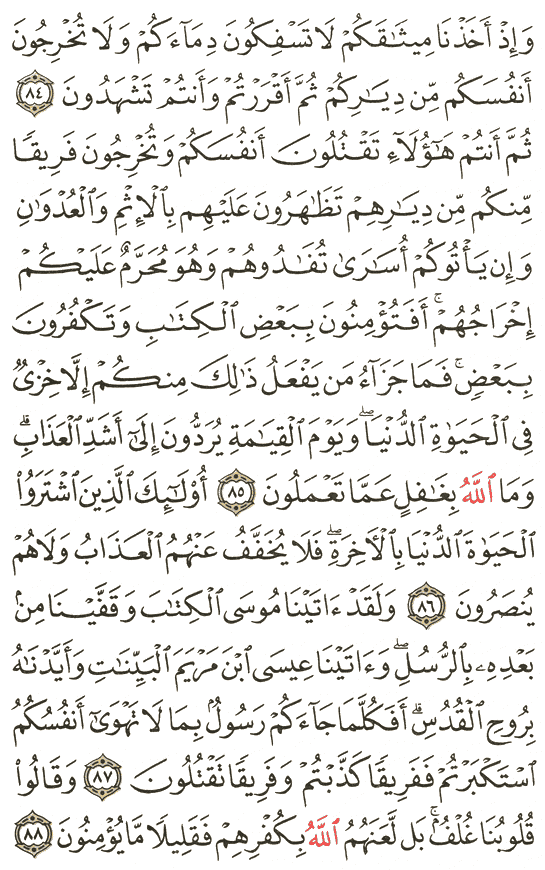 وَإِذْ أَخَذْنَا مِيثَٰقَكُمْ لَا تَسْفِكُونَ دِمَآءَكُمْ وَلَا تُخْرِجُونَ
أَنفُسَكُم مِّن دِيَٰرِكُمْ ثُمَّ أَقْرَرْتُمْ وَأَنتُمْ تَشْهَدُونَ ٨٤
ثُمَّ أَنتُمْ هَٰٓؤُلَآءِ تَقْتُلُونَ أَنفُسَكُمْ وَتُخْرِجُونَ فَرِيقًا
مِّنكُم مِّن دِيَٰرِهِمْ تَظَٰهَرُونَ عَلَيْهِم بِٱلْإِثْمِ وَٱلْعُدْوَٰنِ
وَإِن يَأْتُوكُمْ أُسَٰرَىٰ تُفَٰدُوهُمْ وَهُوَ مُحَرَّمٌ عَلَيْكُمْ
إِخْرَاجُهُمْ ۚ أَفَتُؤْمِنُونَ بِبَعْضِ ٱلْكِتَٰبِ وَتَكْفُرُونَ
بِبَعْضٍ ۚ فَمَا جَزَآءُ مَن يَفْعَلُ ذَٰلِكَ مِنكُمْ إِلَّا خِزْىٌ
فِى ٱلْحَيَوٰةِ ٱلدُّنْيَا ۖ وَيَوْمَ ٱلْقِيَٰمَةِ يُرَدُّونَ إِلَىٰٓ أَشَدِّ ٱلْعَذَابِ ۗ
وَمَا ٱللَّهُ بِغَٰفِلٍ عَمَّا تَعْمَلُونَ ٨٥ أُو۟لَٰٓئِكَ ٱلَّذِينَ ٱشْتَرَوُا۟
ٱلْحَيَوٰةَ ٱلدُّنْيَا بِٱلْءَاخِرَةِ ۖ فَلَا يُخَفَّفُ عَنْهُمُ ٱلْعَذَابُ وَلَا هُمْ
يُنصَرُونَ ٨٦ وَلَقَدْ ءَاتَيْنَا مُوسَى ٱلْكِتَٰبَ وَقَفَّيْنَا مِنۢ
بَعْدِهِۦ بِٱلرُّسُلِ ۖ وَءَاتَيْنَا عِيسَى ٱبْنَ مَرْيَمَ ٱلْبَيِّنَٰتِ وَأَيَّدْنَٰهُ
بِرُوحِ ٱلْقُدُسِ ۗ أَفَكُلَّمَا جَآءَكُمْ رَسُولٌۢ بِمَا لَا تَهْوَىٰٓ أَنفُسُكُمُ
ٱسْتَكْبَرْتُمْ فَفَرِيقًا كَذَّبْتُمْ وَفَرِيقًا تَقْتُلُونَ ٨٧ وَقَالُوا۟
قُلُوبُنَا غُلْفٌۢ ۚ بَل لَّعَنَهُمُ ٱللَّهُ بِكُفْرِهِمْ فَقَلِيلًا مَّا يُؤْمِنُونَ ٨٨